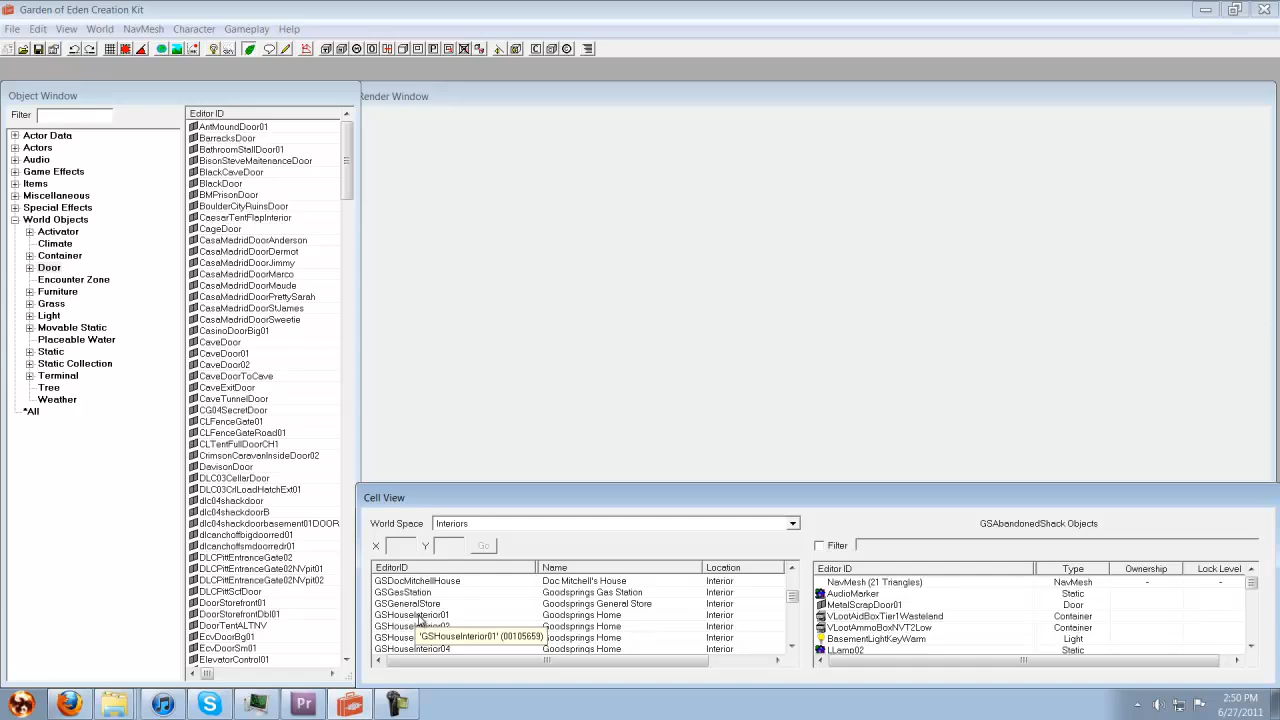 Garden of Eden Creation Kit
File Edit View World NavMesh Character Gameplay Help
Object Window
Render Window
Filter
Editor ID
Actor Data
Actors
Audio
Game Effects
Items
Miscellaneous
Special Effects
World Objects
Activator
Climate
Container
Door
Encounter Zone
Furniture
Grass
Light
Movable Static
Placeable Water
Static
Static Collection
Terminal
Tree
Weather
*All
AntMoundDoor01
BarracksDoor
BathroomStallDoor01
BisonSteveMaitenanceDoor
BlackCaveDoor
BlackDoor
BMPrisonDoor
BoulderCityRuinsDoor
CaesarTentFlapInterior
CageDoor
CasaMadridDoorAnderson
CasaMadridDoorDermot
CasaMadridDoorJimmy
CasaMadridDoorMarco
CasaMadridDoorMaude
CasaMadridDoorPrettySarah
CasaMadridDoorStJames
CasaMadridDoorSweetie
CasinoDoorBig01
CaveDoor
CaveDoor01
CaveDoor02
CaveDoorToCave
CaveExitDoor
CaveTunnelDoor
CG04SecretDoor
CLFenceGate01
CLFenceGateRoad01
CLTentFullDoorCH1
CrimsonCaravanInsideDoor02
DavisonDoor
DLC03CellarDoor
DLC03CrlLoadHatchExt01
dlc04shackdoor
dlc04shackdoorB
dlc04shackdoorbasement01DOOR
dlcanchoffbigdoorred01
dlcanchoffsmdoorredr01
DLCPittEntranceGate02
DLCPittEntranceGate02NVpit01
DLCPittEntranceGate02NVpit02
DLCPittSctDoor
DoorStorefront01
DoorStorefrontDbl01
DoorTentALTNV
EcvDoorBg01
EcvDoorSm01
ElevatorControl01
Cell View
World Space Interiors
X Y Go
EditorID Name Location
GSDocMitchellHouse Doc Mitchell's House Interior
GSGasStation Goodsprings Gas Station Interior
GSGeneralStore Goodsprings General Store Interior
GSHouseInterior01 Goodsprings Home Interior
Goodsprings Home Interior
GSHouse Goodsprings Home Interior
GSHouseInterior04 Goodsprings Home Interior
'GSHouseInterior01' (00105659)
GSAbandonedShack Objects
Filter
Editor ID Type Ownership Lock Level
NavMesh (21 Triangles) NavMesh - -
AudioMarker Static
MetalScrapDoor01 Door
VLootAidBoxTier1Wasteland Container
VLootAmmoBoxNVT2Low Container
BasementLightKeyWarm Light
LLamp02 Static
Pr
2:50 PM
6/27/2011